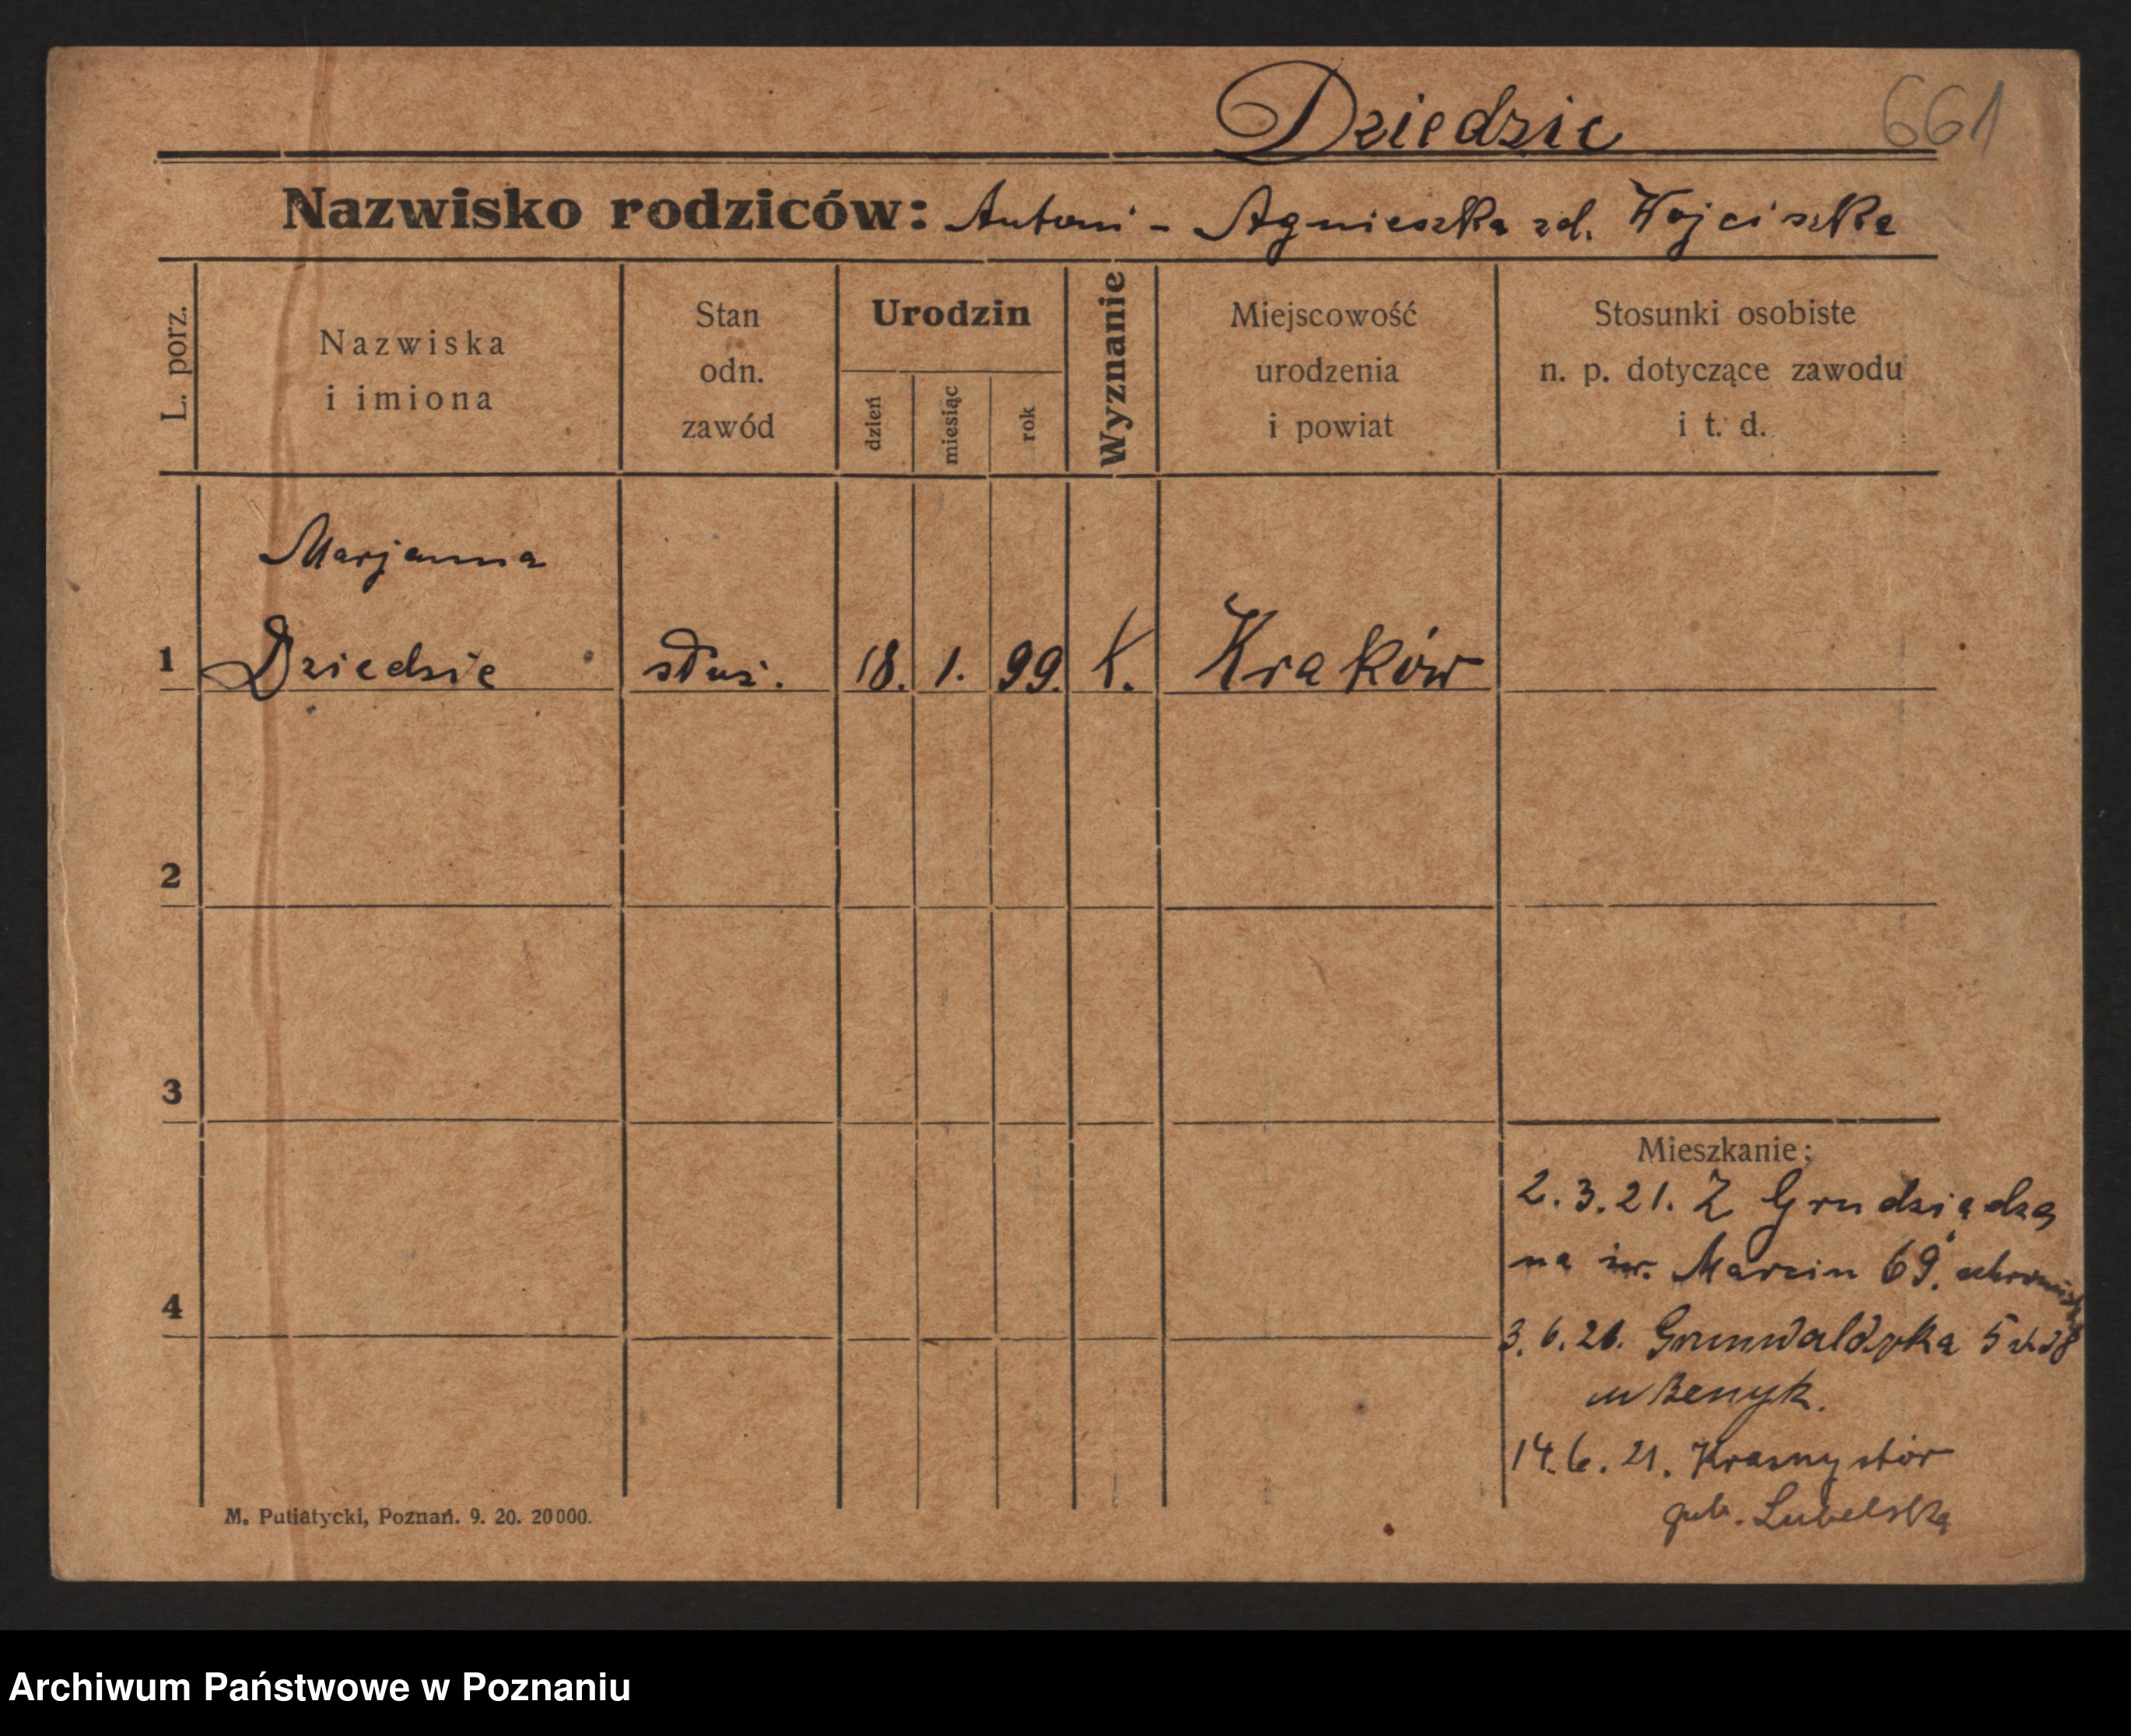 Dziedzic 661
Nazwisko rodziców: Antoni - Agnieszka zd. Wojciszka
L. porz.
Nazwiska
i imiona
Stan
odn.
zawód
Urodzin
dzień
miesiąc
rok
Wyznanie
Miejscowość
urodzenia
i powiat
Stosunki osobiste
n. p. dotyczące zawodu
i t. d.
Marjanna
1 Dziedzic służ. 18. 1. 99. K. Kraków
2
3
4
Mieszkanie:
2. 3. 21. Z Grudziądza
na św. Marcin 69.
3. 6. 21. Grunwaldzka 5
14. 6. 21. Krasnystów
gub. Lubelska
M. Putiatycki, Poznań. 9. 20. 20000.
Archiwum Państwowe w Poznaniu